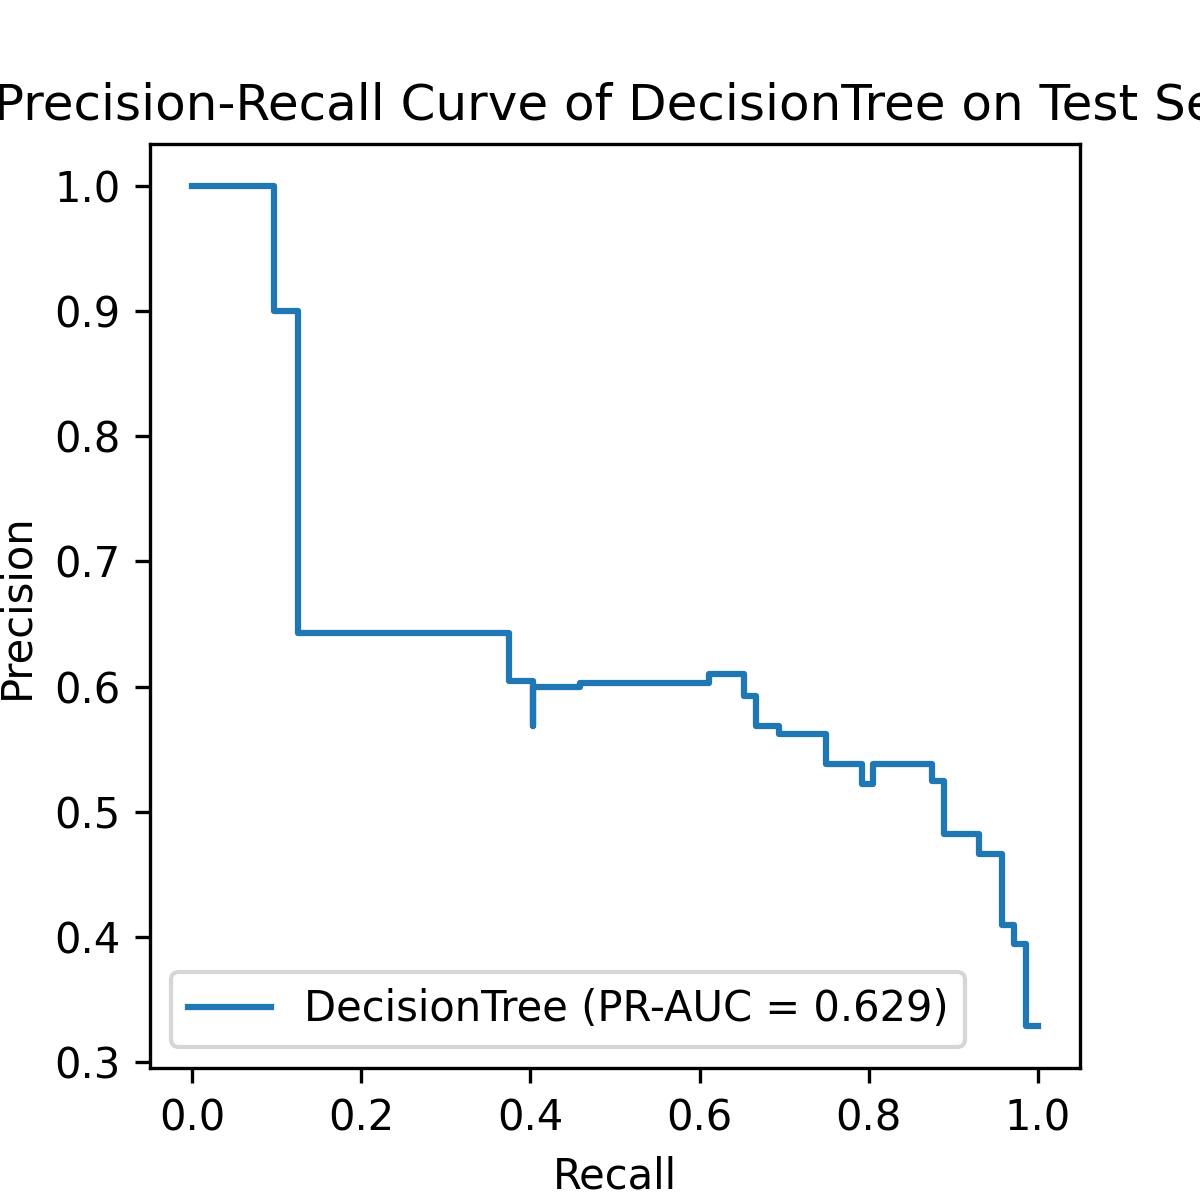 Precision-Recall Curve of DecisionTree on Test Se
1.0
0.9
0.8
0.7
0.6
0.5
0.4
0.3
Precision
DecisionTree (PR-AUC = 0.629)
0.0 0.2 0.4 0.6 0.8 1.0
Recall